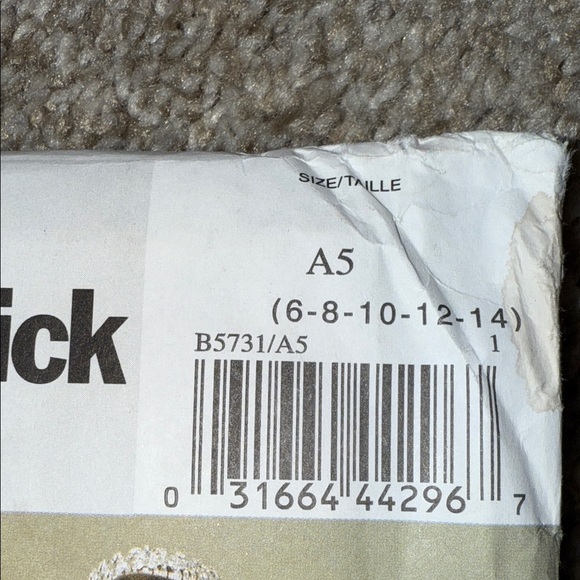 SIZE/TAILLE
A5
(6-8-10-12-14)
ick
B5731/A5 1
0 31664 44296 7